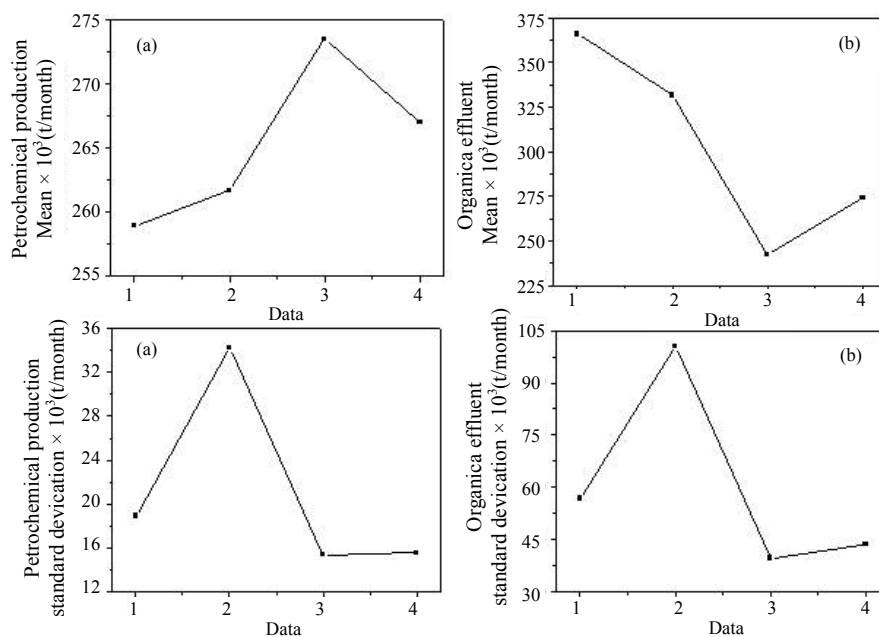 Petrochemical production
Mean × 10³(t/month)
275
270
265
260
255
(a)
1 2 3 4
Data
Organica effluent
Mean × 10³(t/month)
375
350
325
300
275
250
225
(b)
1 2 3 4
Data
Petrochemical production
standard devication × 10³(t/month)
36
32
28
24
20
16
12
(a)
1 2 3 4
Data
Organica effluent
standard devication × 10³(t/month)
105
90
75
60
45
30
(b)
1 2 3 4
Data